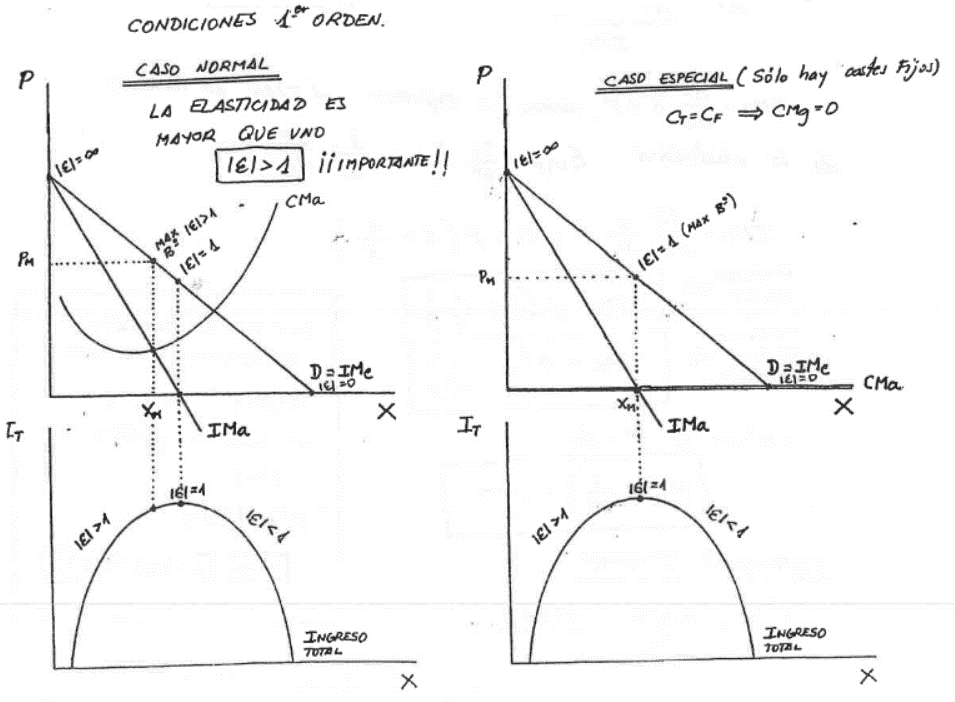 CONDICIONES 1er ORDEN.
CASO NORMAL
LA ELASTICIDAD ES
MAYOR QUE UNO
|ε|>1 ¡¡IMPORTANTE!!
P
|ε|=∞
CMa
MAX Bº |ε|>1
|ε|=1
PM
D=IMe
|ε|=0
XM
X
IMa
IT
|ε|=1
|ε|>1
|ε|<1
INGRESO
TOTAL
X
CASO ESPECIAL (Sólo hay costes Fijos)
CT=CF ⇒ CMg=0
P
|ε|=∞
|ε|=1 (MAX Bº)
PM
D=IMe
|ε|=0
CMa
XM
X
IMa
IT
|ε|=1
|ε|>1
|ε|<1
INGRESO
TOTAL
X